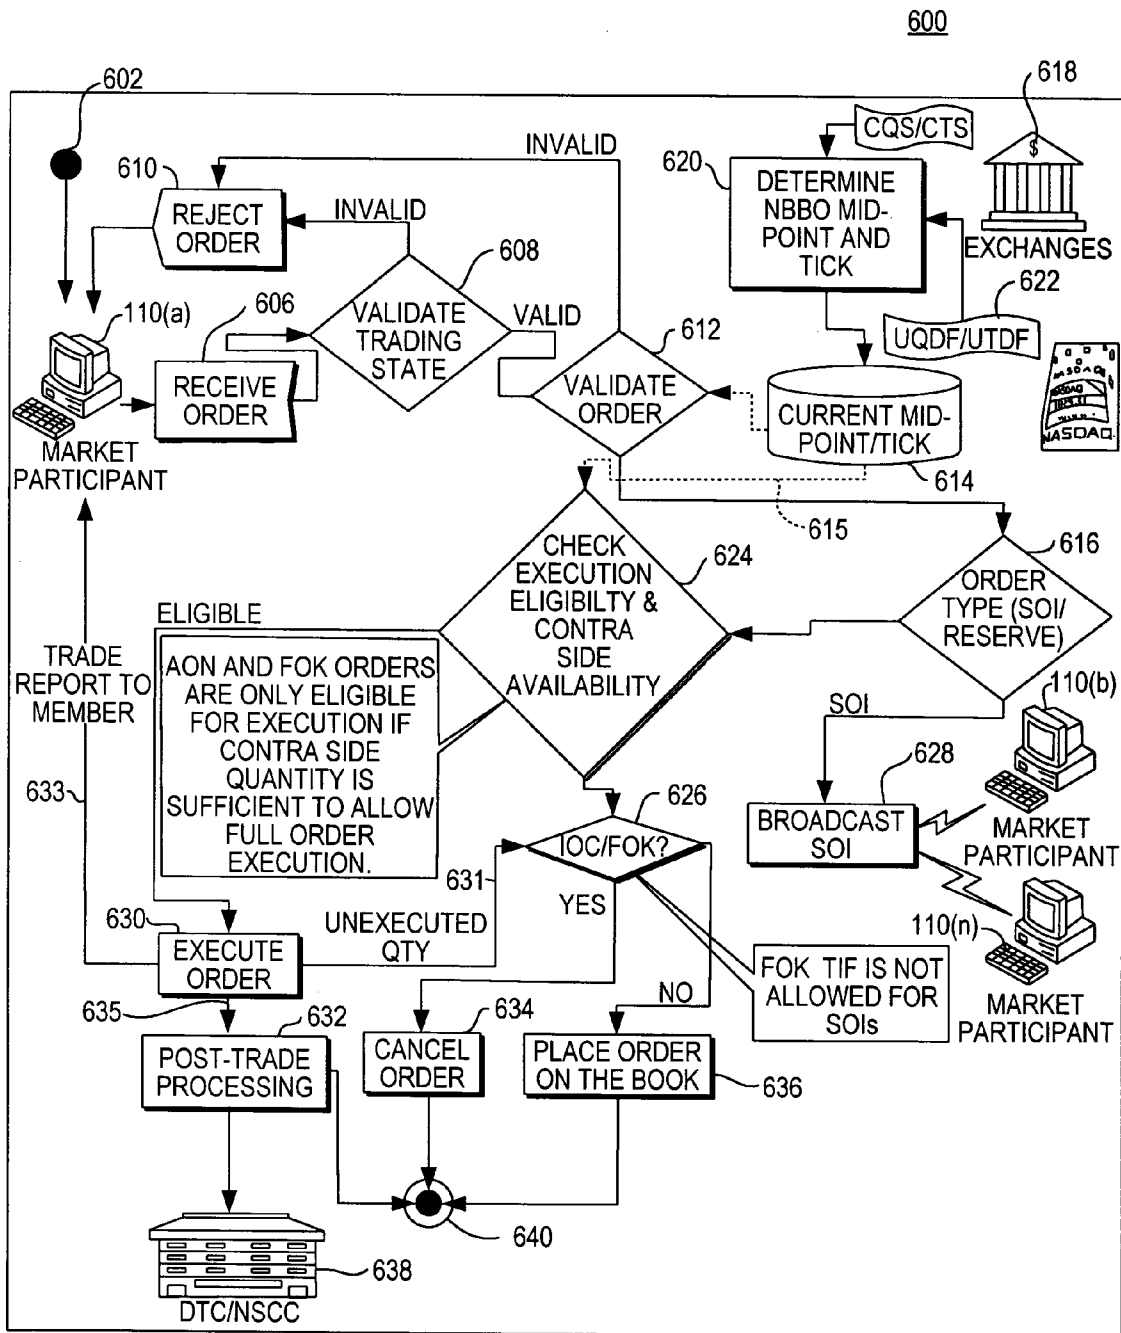 600
602
618
CQS/CTS
$
INVALID
610
620
DETERMINE
NBBO MID-
POINT AND
TICK
REJECT
ORDER
INVALID
EXCHANGES
608
606
622
110(a)
VALIDATE
TRADING
STATE
VALID
612
UQDF/UTDF
RECEIVE
ORDER
VALIDATE
ORDER
CURRENT MID-
POINT/TICK
NASDAQ
MARKET
PARTICIPANT
614
615
616
CHECK
EXECUTION
ELIGIBILTY &
CONTRA
SIDE
AVAILABILITY
624
ORDER
TYPE (SOI/
RESERVE)
ELIGIBLE
TRADE
REPORT TO
MEMBER
AON AND FOK ORDERS
ARE ONLY ELIGIBLE
FOR EXECUTION IF
CONTRA SIDE
QUANTITY IS
SUFFICIENT TO ALLOW
FULL ORDER
EXECUTION.
SOI
110(b)
628
633
626
BROADCAST
SOI
MARKET
PARTICIPANT
IOC/FOK?
631
YES
630
UNEXECUTED
QTY
EXECUTE
ORDER
110(n)
FOK TIF IS NOT
ALLOWED FOR
SOIs
NO
MARKET
PARTICIPANT
635
632
634
POST-TRADE
PROCESSING
CANCEL
ORDER
PLACE ORDER
ON THE BOOK
636
640
638
DTC/NSCC